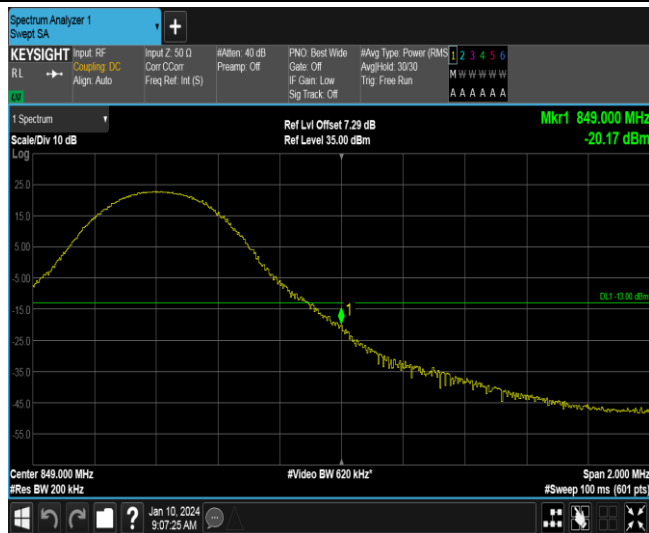 Spectrum Analyzer 1
Swept SA
+
KEYSIGHT
RL
Input: RF
Coupling: DC
Align: Auto
Input Z: 50 Ω
Corr CCorr
Freq Ref: Int (S)
#Atten: 40 dB
Preamp: Off
PNO: Best Wide
Gate: Off
IF Gain: Low
Sig Track: Off
#Avg Type: Power (RMS
Avg|Hold: 30/30
Trig: Free Run
1 2 3 4 5 6
M W W W W W
A A A A A A
1 Spectrum
Scale/Div 10 dB
Log
Ref Lvl Offset 7.29 dB
Ref Level 35.00 dBm
Mkr1 849.000 MHz
-20.17 dBm
25.0
15.0
5.00
-5.00
-15.0
-25.0
-35.0
-45.0
-55.0
DL1 -13.00 dBm
1
Center 849.000 MHz
#Res BW 200 kHz
#Video BW 620 kHz*
Span 2.000 MHz
#Sweep 100 ms (601 pts)
?
Jan 10, 2024
9:07:25 AM